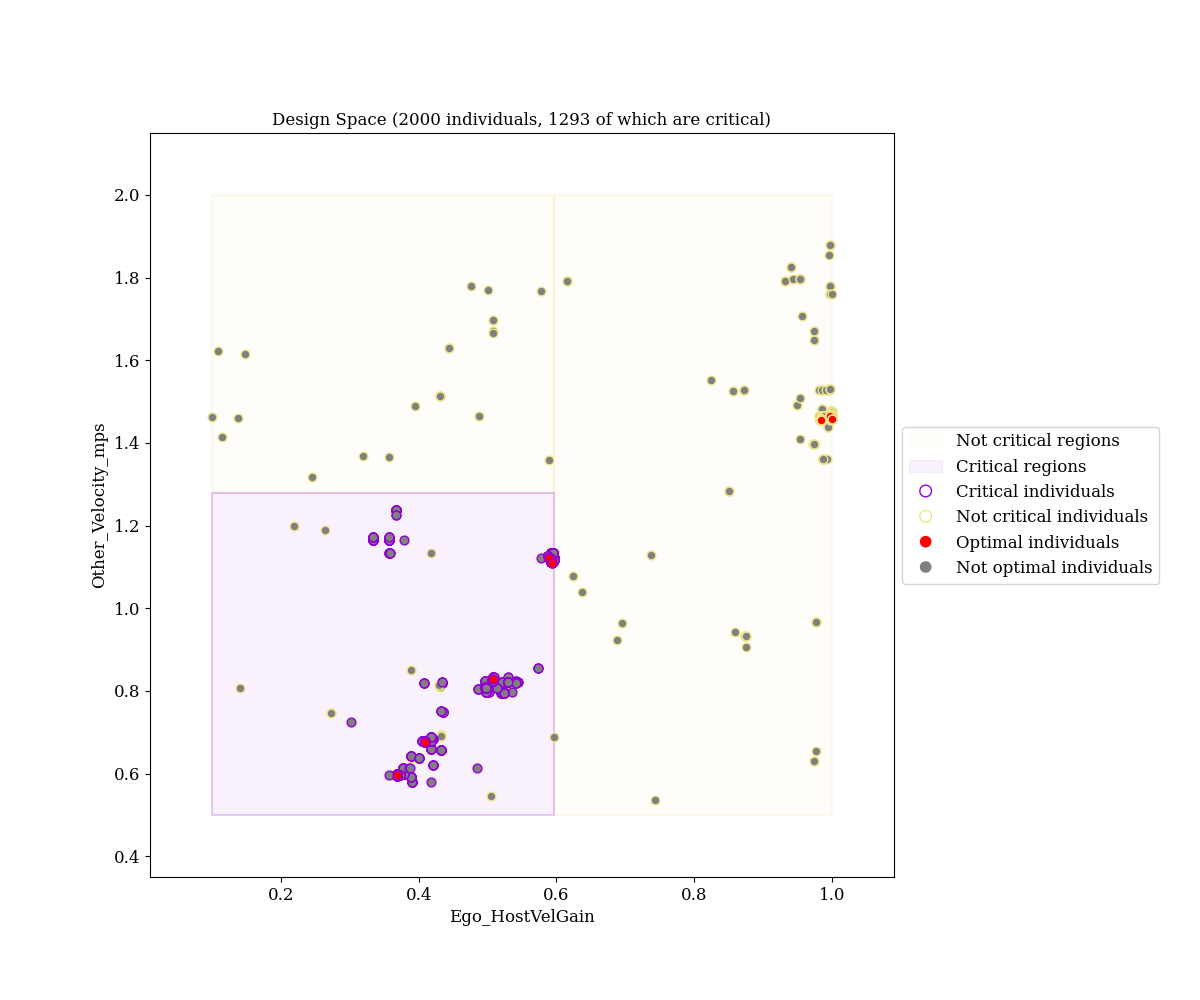 Design Space (2000 individuals, 1293 of which are critical)
2.0
1.8
1.6
1.4
1.2
1.0
0.8
0.6
0.4
Other_Velocity_mps
0.2
0.4
0.6
0.8
1.0
Ego_HostVelGain
Not critical regions
Critical regions
Critical individuals
Not critical individuals
Optimal individuals
Not optimal individuals